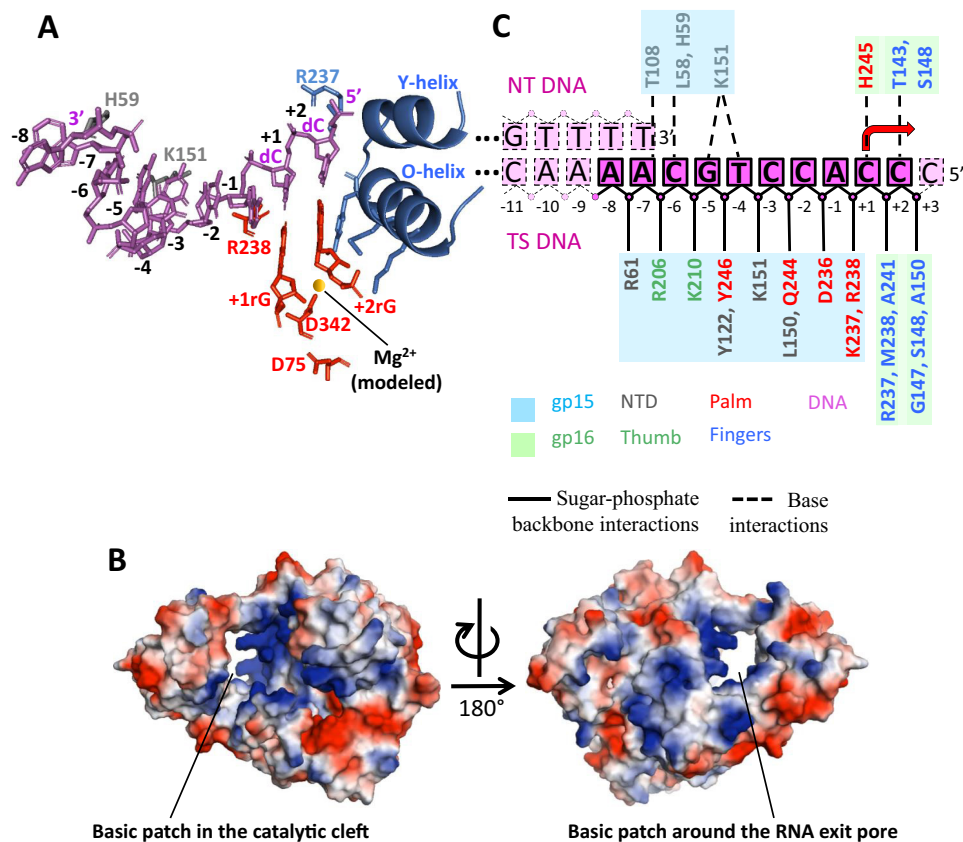 A
H59
3'
-8
-7
K151
-6
-5
-4
-3
-2
-1
+1
dC
+2
dC
5'
R237
Y-helix
O-helix
R238
+1rG
+2rG
D342
D75
Mg2+
(modeled)
C
T108
L58, H59
K151
H245
T143,
S148
NT DNA
G T T T T 3'
C A A A A C G T C C A C C C 5'
-11 -10 -9 -8 -7 -6 -5 -4 -3 -2 -1 +1 +2 +3
TS DNA
R61
R206
K210
Y122, Y246
K151
L150, Q244
D236
K237, R238
R237, M238, A241
G147, S148, A150
gp15 NTD Palm DNA
gp16 Thumb Fingers
Sugar-phosphate
backbone interactions
Base
interactions
B
180°
Basic patch in the catalytic cleft
Basic patch around the RNA exit pore